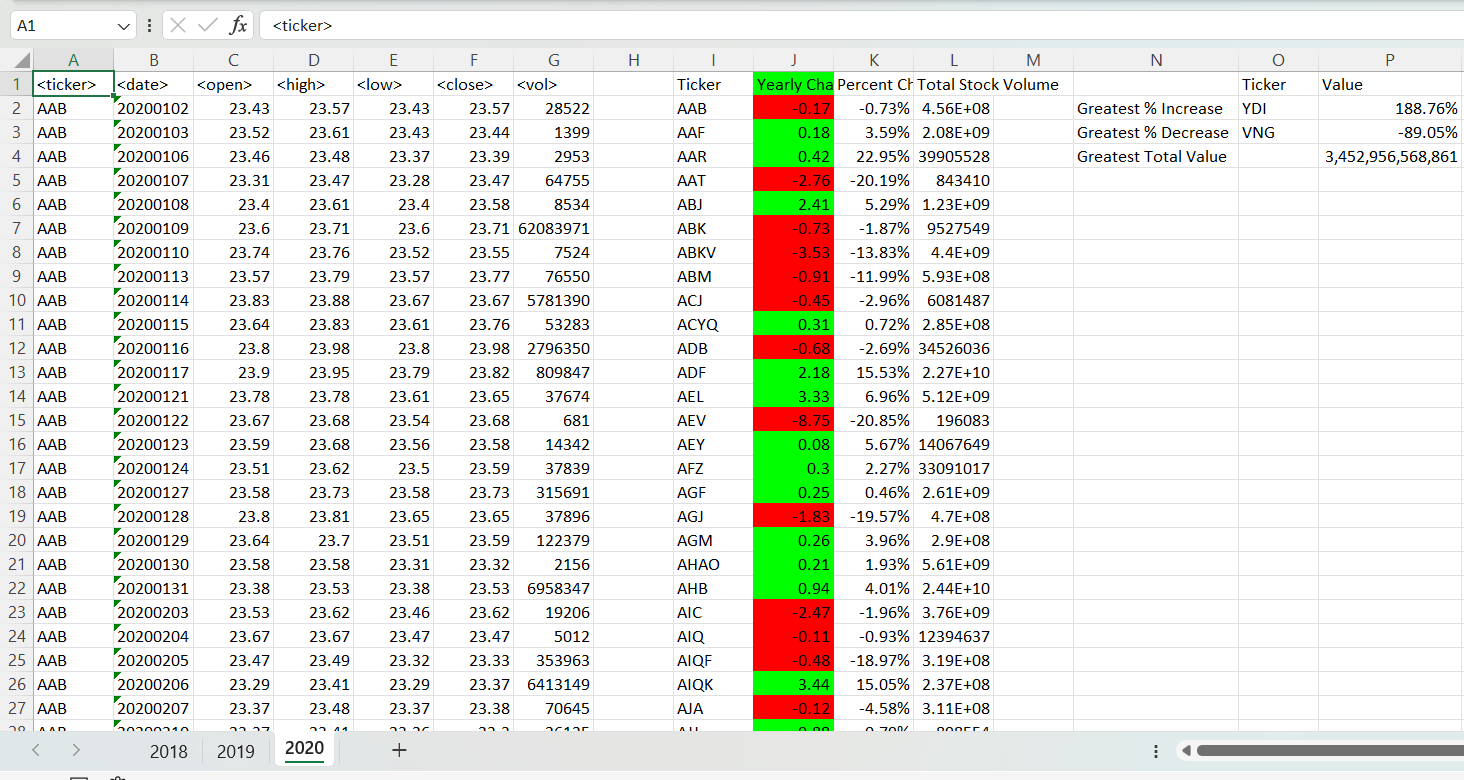 A1 fx <ticker>
A B C D E F G H I J K L M N O P
1 <ticker> <date> <open> <high> <low> <close> <vol> Ticker Yearly Cha Percent Ch Total Stock Volume Ticker Value
2 AAB 20200102 23.43 23.57 23.43 23.57 28522 AAB -0.17 -0.73% 4.56E+08 Greatest % Increase YDI 188.76%
3 AAB 20200103 23.52 23.61 23.43 23.44 1399 AAF 0.18 3.59% 2.08E+09 Greatest % Decrease VNG -89.05%
4 AAB 20200106 23.46 23.48 23.37 23.39 2953 AAR 0.42 22.95% 39905528 Greatest Total Value 3,452,956,568,861
5 AAB 20200107 23.31 23.47 23.28 23.47 64755 AAT -2.76 -20.19% 843410
6 AAB 20200108 23.4 23.61 23.4 23.58 8534 ABJ 2.41 5.29% 1.23E+09
7 AAB 20200109 23.6 23.71 23.6 23.71 62083971 ABK -0.73 -1.87% 9527549
8 AAB 20200110 23.74 23.76 23.52 23.55 7524 ABKV -3.53 -13.83% 4.4E+09
9 AAB 20200113 23.57 23.79 23.57 23.77 76550 ABM -0.91 -11.99% 5.93E+08
10 AAB 20200114 23.83 23.88 23.67 23.67 5781390 ACJ -0.45 -2.96% 6081487
11 AAB 20200115 23.64 23.83 23.61 23.76 53283 ACYQ 0.31 0.72% 2.85E+08
12 AAB 20200116 23.8 23.98 23.8 23.98 2796350 ADB -0.68 -2.69% 34526036
13 AAB 20200117 23.9 23.95 23.79 23.82 809847 ADF 2.18 15.53% 2.27E+10
14 AAB 20200121 23.78 23.78 23.61 23.65 37674 AEL 3.33 6.96% 5.12E+09
15 AAB 20200122 23.67 23.68 23.54 23.68 681 AEV -8.75 -20.85% 196083
16 AAB 20200123 23.59 23.68 23.56 23.58 14342 AEY 0.08 5.67% 14067649
17 AAB 20200124 23.51 23.62 23.5 23.59 37839 AFZ 0.3 2.27% 33091017
18 AAB 20200127 23.58 23.73 23.58 23.73 315691 AGF 0.25 0.46% 2.61E+09
19 AAB 20200128 23.8 23.81 23.65 23.65 37896 AGJ -1.83 -19.57% 4.7E+08
20 AAB 20200129 23.64 23.7 23.51 23.59 122379 AGM 0.26 3.96% 2.9E+08
21 AAB 20200130 23.58 23.58 23.31 23.32 2156 AHAO 0.21 1.93% 5.61E+09
22 AAB 20200131 23.38 23.53 23.38 23.53 6958347 AHB 0.94 4.01% 2.44E+10
23 AAB 20200203 23.53 23.62 23.46 23.62 19206 AIC -2.47 -1.96% 3.76E+09
24 AAB 20200204 23.67 23.67 23.47 23.47 5012 AIQ -0.11 -0.93% 12394637
25 AAB 20200205 23.47 23.49 23.32 23.33 353963 AIQF -0.48 -18.97% 3.19E+08
26 AAB 20200206 23.29 23.41 23.29 23.37 6413149 AIQK 3.44 15.05% 2.37E+08
27 AAB 20200207 23.37 23.48 23.37 23.38 70645 AJA -0.12 -4.58% 3.11E+08
2018 2019 2020 +